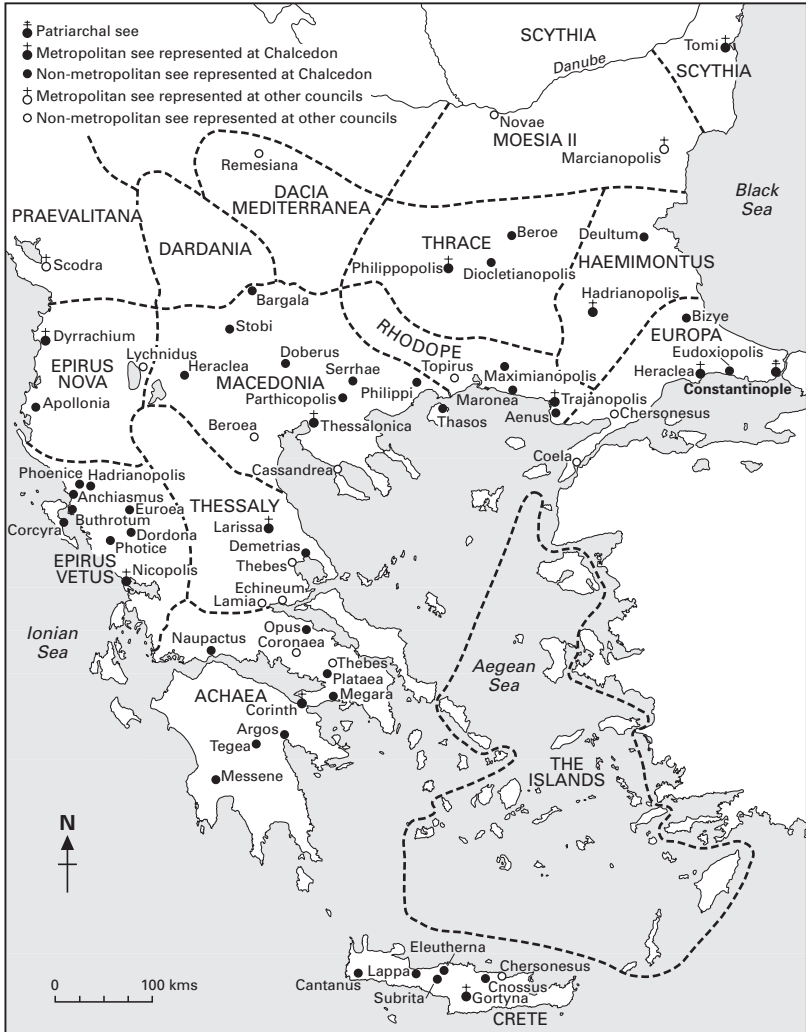 Patriarchal see
Metropolitan see represented at Chalcedon
Non-metropolitan see represented at Chalcedon
Metropolitan see represented at other councils
Non-metropolitan see represented at other councils
SCYTHIA
Danube
Tomi
SCYTHIA
Novae
MOESIA II
Marcianopolis
Remesiana
DACIA
MEDITERRANEA
Black
Sea
PRAEVALITANA
DARDANIA
Scodra
THRACE
Beroe
Deultum
Philippopolis
Diocletianopolis
HAEMIMONTUS
Hadrianopolis
Bargala
Stobi
Bizye
EUROPA
Dyrrachium
EPIRUS
NOVA
Lychnidus
Heraclea
Doberus
MACEDONIA
Serrhae
Parthicopolis
Philippi
RHODOPE
Topirus
Maximianopolis
Maronea
Trajanopolis
Aenus
Heraclea
Eudoxiopolis
Constantinople
Chersonesus
Apollonia
Beroea
Thessalonica
Thasos
Cassandrea
Coela
Phoenice
Hadrianopolis
Anchiasmus
Euroea
Buthrotum
Corcyra
Dordona
Photice
EPIRUS
VETUS
Nicopolis
THESSALY
Larissa
Demetrias
Thebes
Echineum
Lamia
Ionian
Sea
Naupactus
Opus
Coronaea
Thebes
Plataea
Megara
ACHAEA
Corinth
Argos
Tegea
Messene
Aegean
Sea
THE
ISLANDS
N
0
100 kms
Eleutherna
Chersonesus
Cantanus
Lappa
Cnossus
Subrita
Gortyna
CRETE